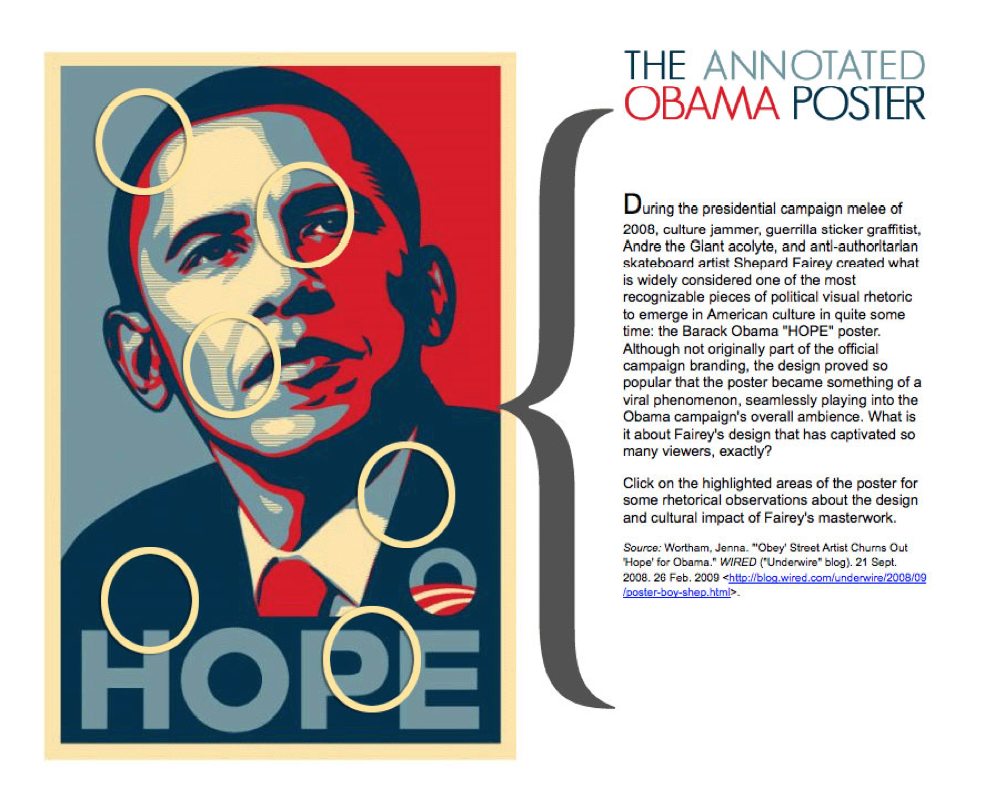 THE ANNOTATED
OBAMA POSTER
During the presidential campaign melee of
2008, culture jammer, guerrilla sticker graffitist,
Andre the Giant acolyte, and anti-authoritarian
skateboard artist Shepard Fairey created what
is widely considered one of the most
recognizable pieces of political visual rhetoric
to emerge in American culture in quite some
time: the Barack Obama "HOPE" poster.
Although not originally part of the official
campaign branding, the design proved so
popular that the poster became something of a
viral phenomenon, seamlessly playing into the
Obama campaign's overall ambience. What is
it about Fairey's design that has captivated so
many viewers, exactly?
Click on the highlighted areas of the poster for
some rhetorical observations about the design
and cultural impact of Fairey's masterwork.
Source: Wortham, Jenna. "'Obey' Street Artist Churns Out
'Hope' for Obama." WIRED ("Underwire" blog). 21 Sept.
2008. 26 Feb. 2009 <http://blog.wired.com/underwire/2008/09
/poster-boy-shep.html>.
HOPE